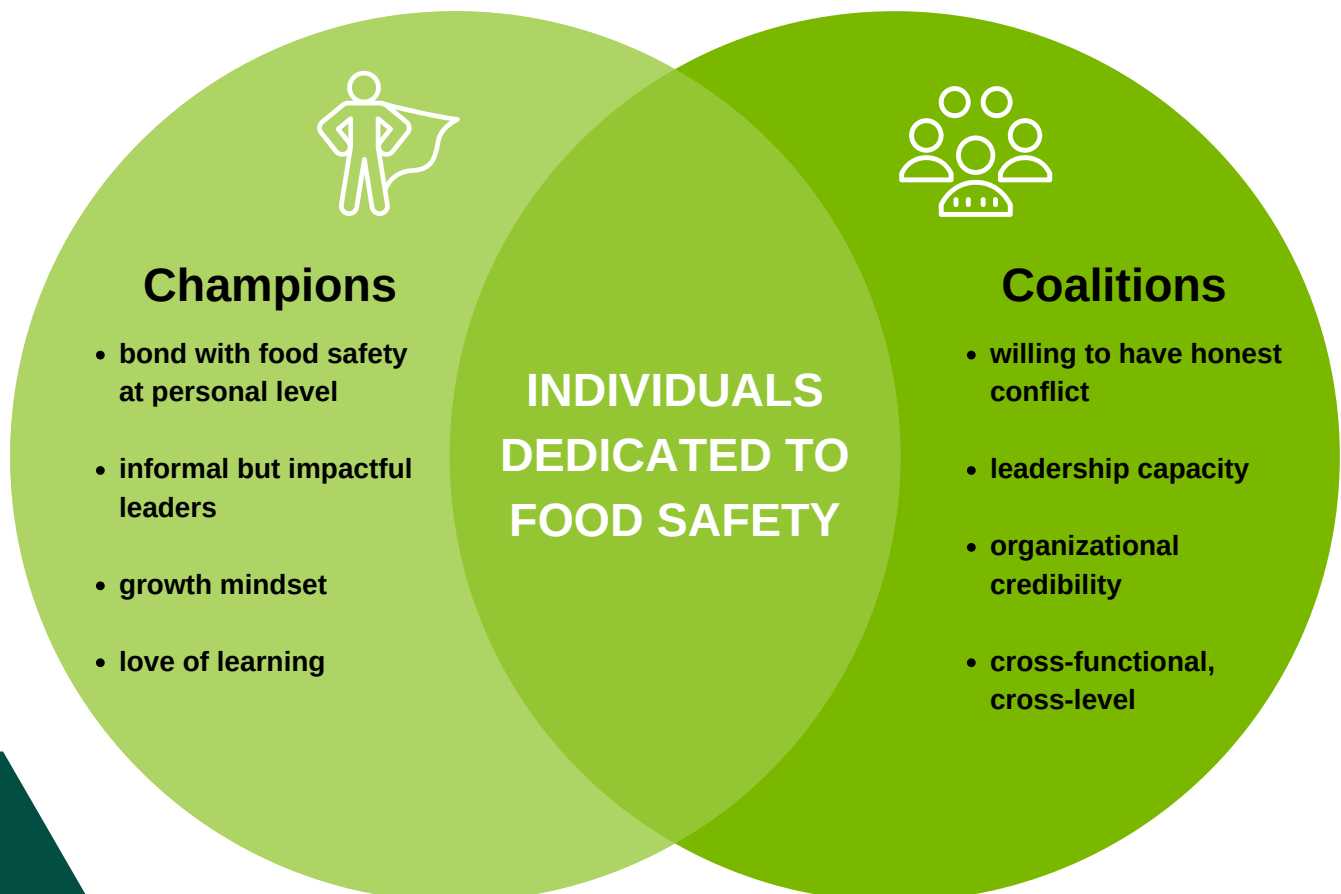 Champions
• bond with food safety
at personal level
• informal but impactful
leaders
• growth mindset
• love of learning
INDIVIDUALS
DEDICATED TO
FOOD SAFETY
Coalitions
• willing to have honest
conflict
• leadership capacity
• organizational
credibility
• cross-functional,
cross-level